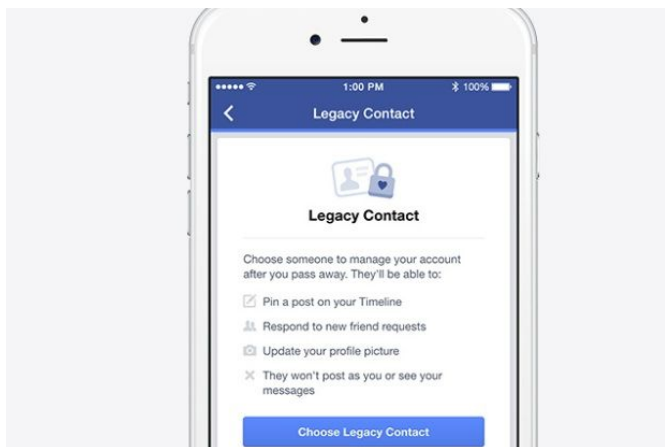 1:00 PM
100%
Legacy Contact
Legacy Contact
Choose someone to manage your account
after you pass away. They'll be able to:
Pin a post on your Timeline
Respond to new friend requests
Update your profile picture
They won't post as you or see your
messages
Choose Legacy Contact